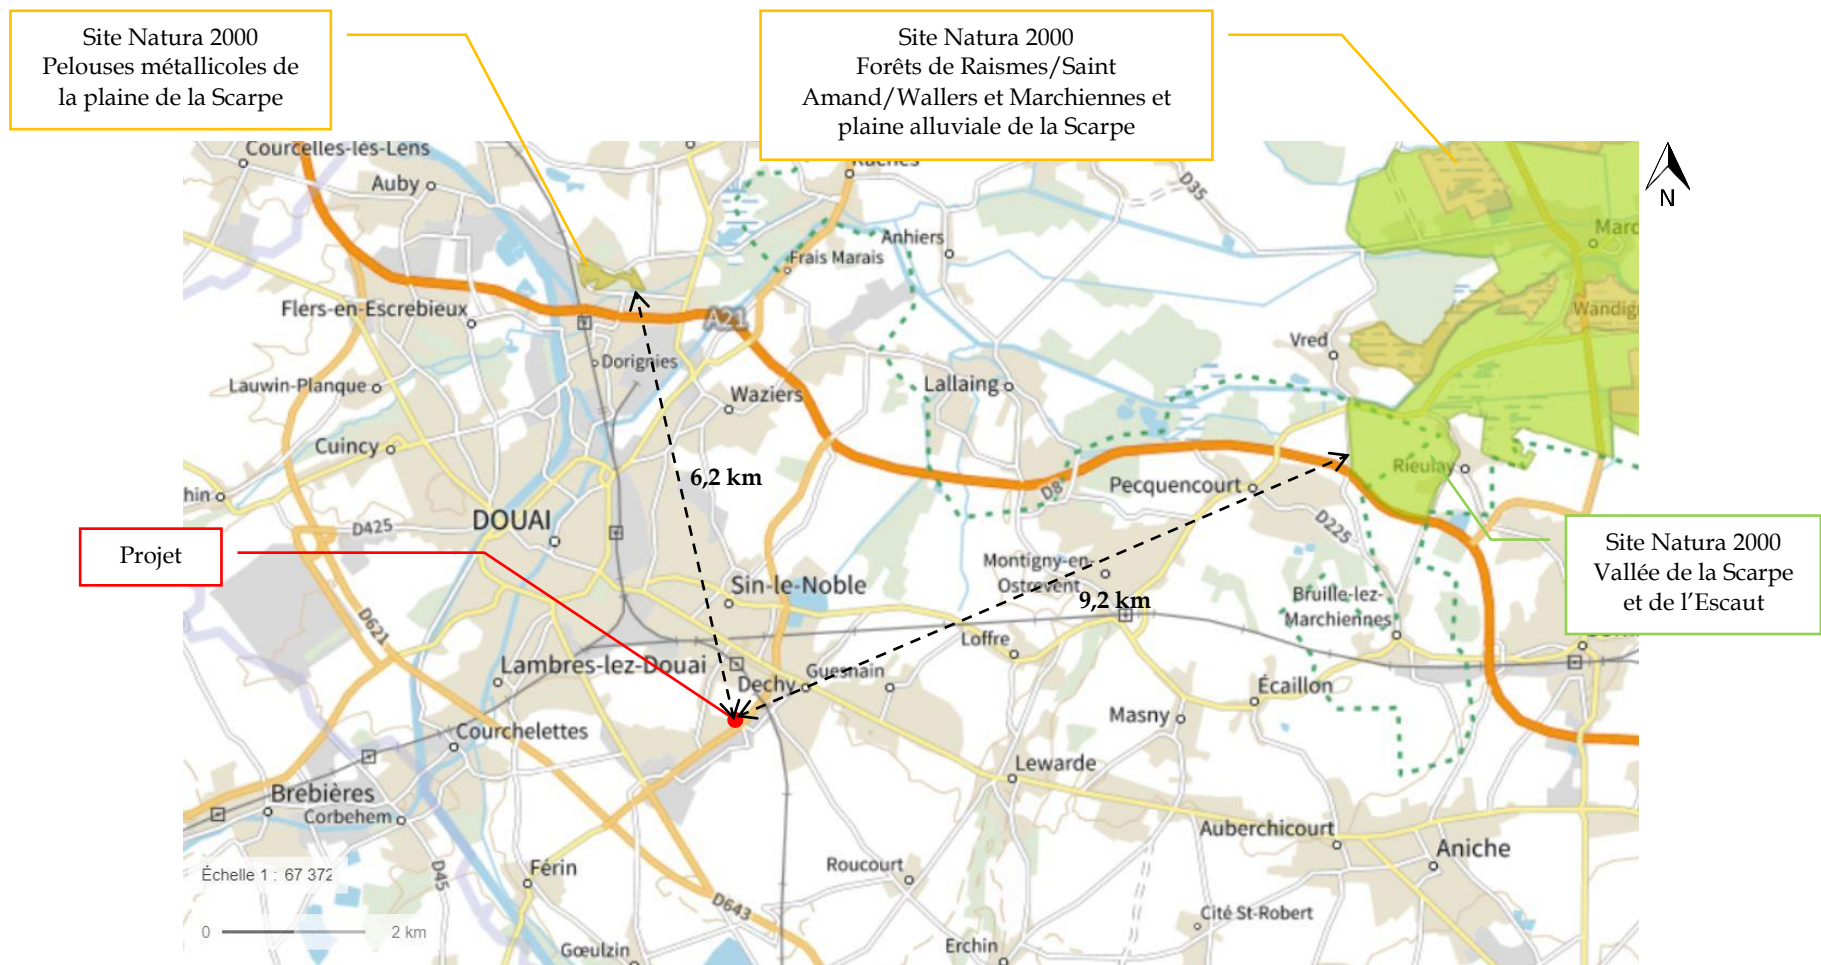 Site Natura 2000
Pelouses métallicoles de
la plaine de la Scarpe
Site Natura 2000
Forêts de Raismes/Saint
Amand/Wallers et Marchiennes et
plaine alluviale de la Scarpe
N
Courcelles-lès-Lens
Auby
D35
Marc
Anhiers
Frais Marais
Flers-en-Escrebieux
A21
Wandig
Vred
Dorignies
Lauwin-Planque
Waziers
Lallaing
Cuincy
6,2 km
Rieulay
hin
D8
Pecquencourt
D425
DOUAI
D225
Projet
Site Natura 2000
Vallée de la Scarpe
et de l'Escaut
Montigny-en-
Ostrevent
Sin-le-Noble
9,2 km
Bruille-lez-
Marchiennes
D621
Loffre
Lambres-lez-Douai
Guesnain
Dechy
Écaillon
Masny
Courchelettes
Lewarde
Brebières
Corbehem
Auberchicourt
Aniche
Férin
Roucourt
Échelle 1 : 67 372
D45
D643
Cité St-Robert
0 2 km
Gœulzin
Erchin